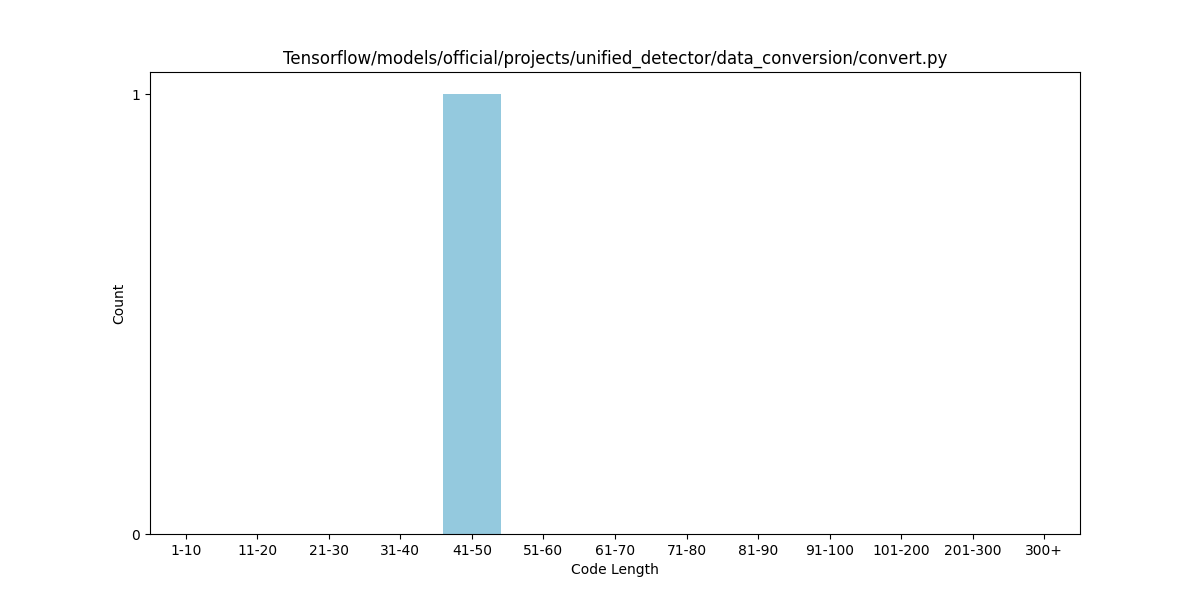 Tensorflow/models/official/projects/unified_detector/data_conversion/convert.py
1
Count
0
1-10 11-20 21-30 31-40 41-50 51-60 61-70 71-80 81-90 91-100 101-200 201-300 300+
Code Length